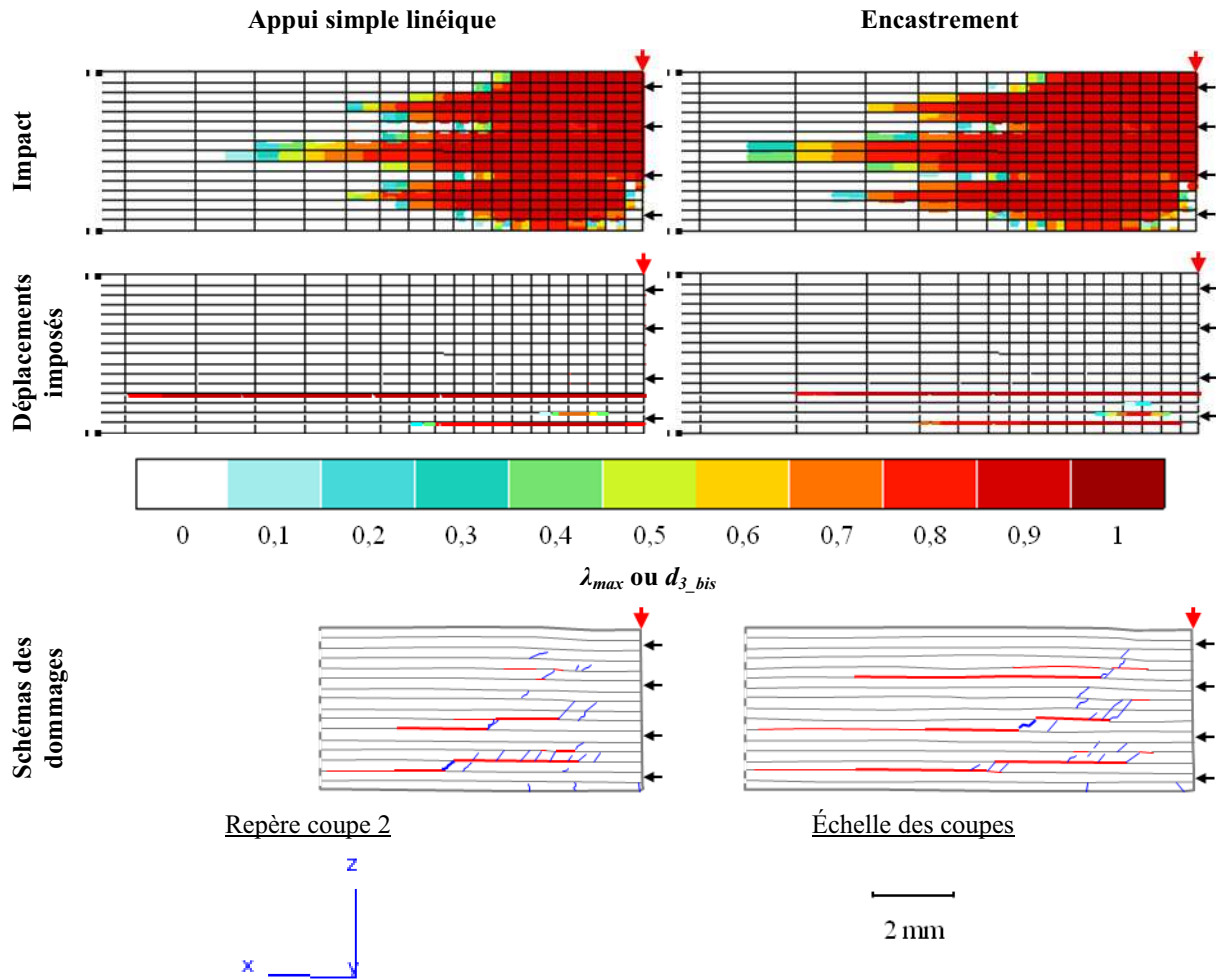 Appui simple linéique
Encastrement
Impact
Déplacements
imposés
0
0,1
0,2
0,3
0,4
0,5
0,6
0,7
0,8
0,9
1
λmax ou d3_bis
Schémas des
dommages
Repère coupe 2
Échelle des coupes
z
x
y
2 mm